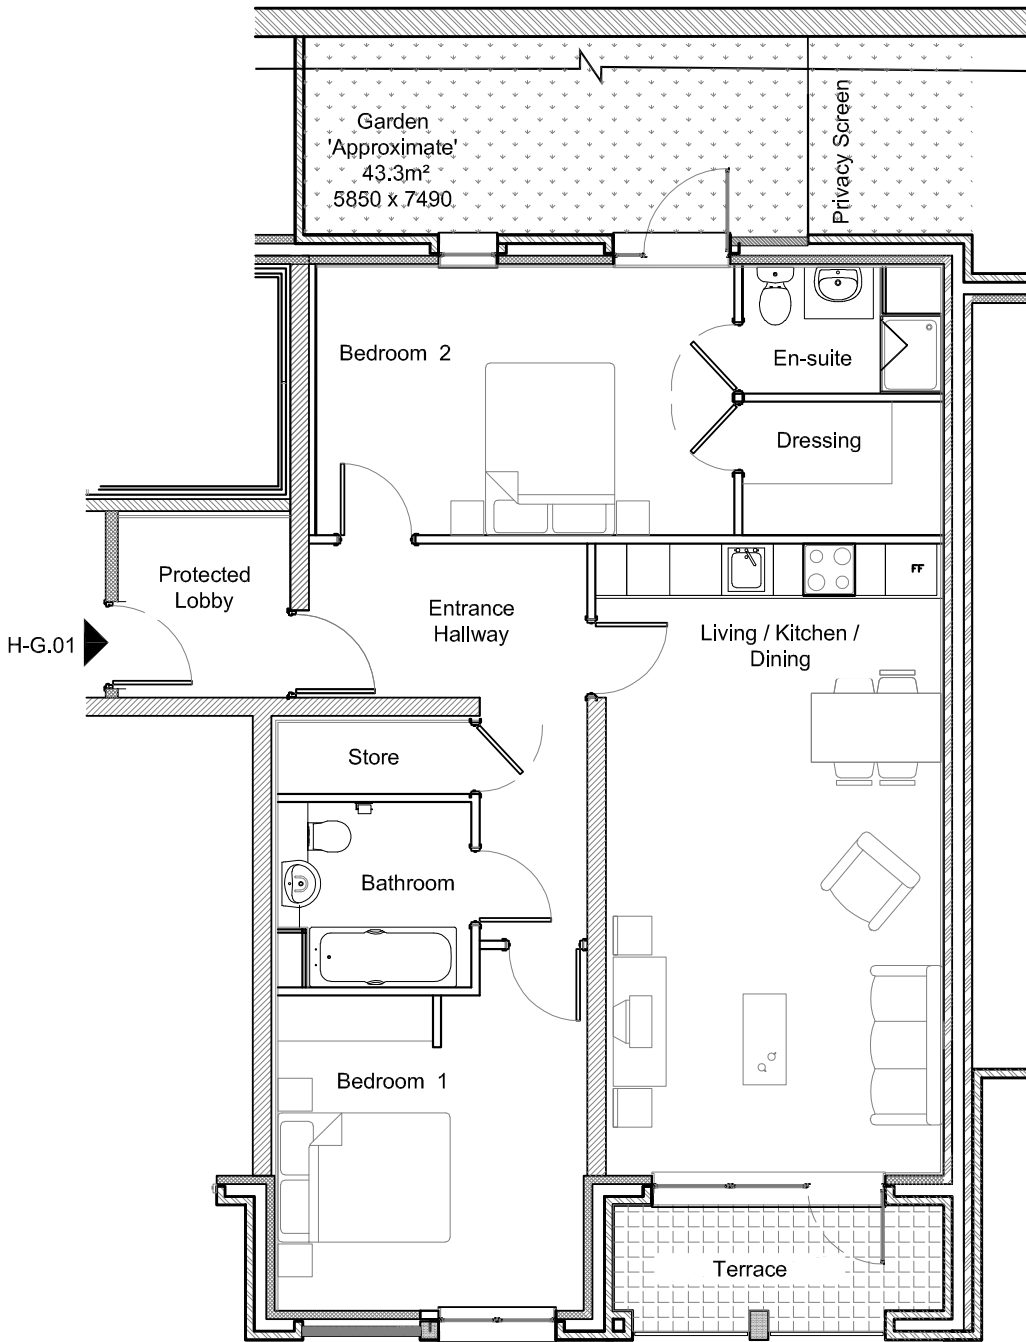 Garden
'Approximate'
43.3m²
5850 x 7490
Privacy Screen
Bedroom 2
En-suite
Dressing
Protected
Lobby
Entrance
Hallway
FF
H-G.01
Living / Kitchen /
Dining
Store
Bathroom
Bedroom 1
Terrace